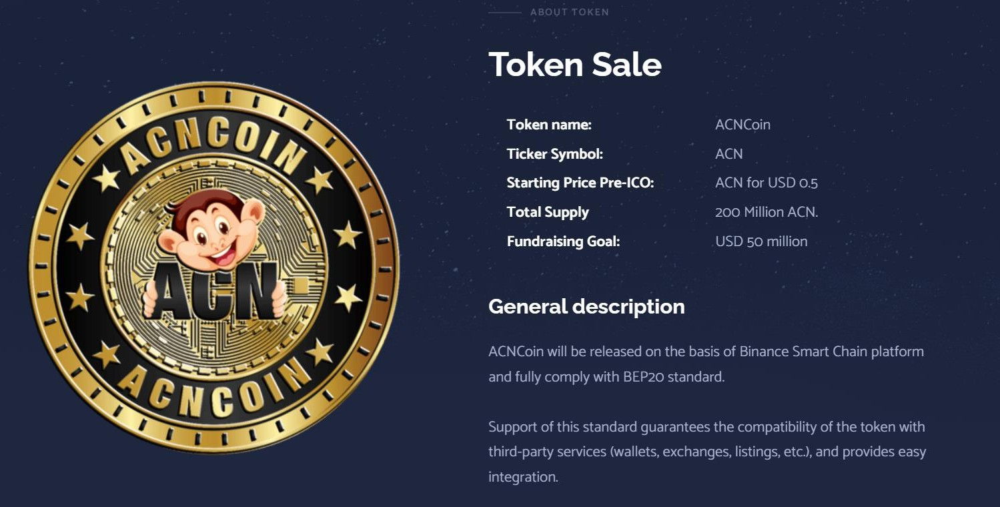 ABOUT TOKEN
Token Sale
ACNCOIN
ACN
ACNCOIN
Token name: ACNCoin
Ticker Symbol: ACN
Starting Price Pre-ICO: ACN for USD 0.5
Total Supply 200 Million ACN.
Fundraising Goal: USD 50 million
General description
ACNCoin will be released on the basis of Binance Smart Chain platform
and fully comply with BEP20 standard.
Support of this standard guarantees the compatibility of the token with
third-party services (wallets, exchanges, listings, etc.), and provides easy
integration.